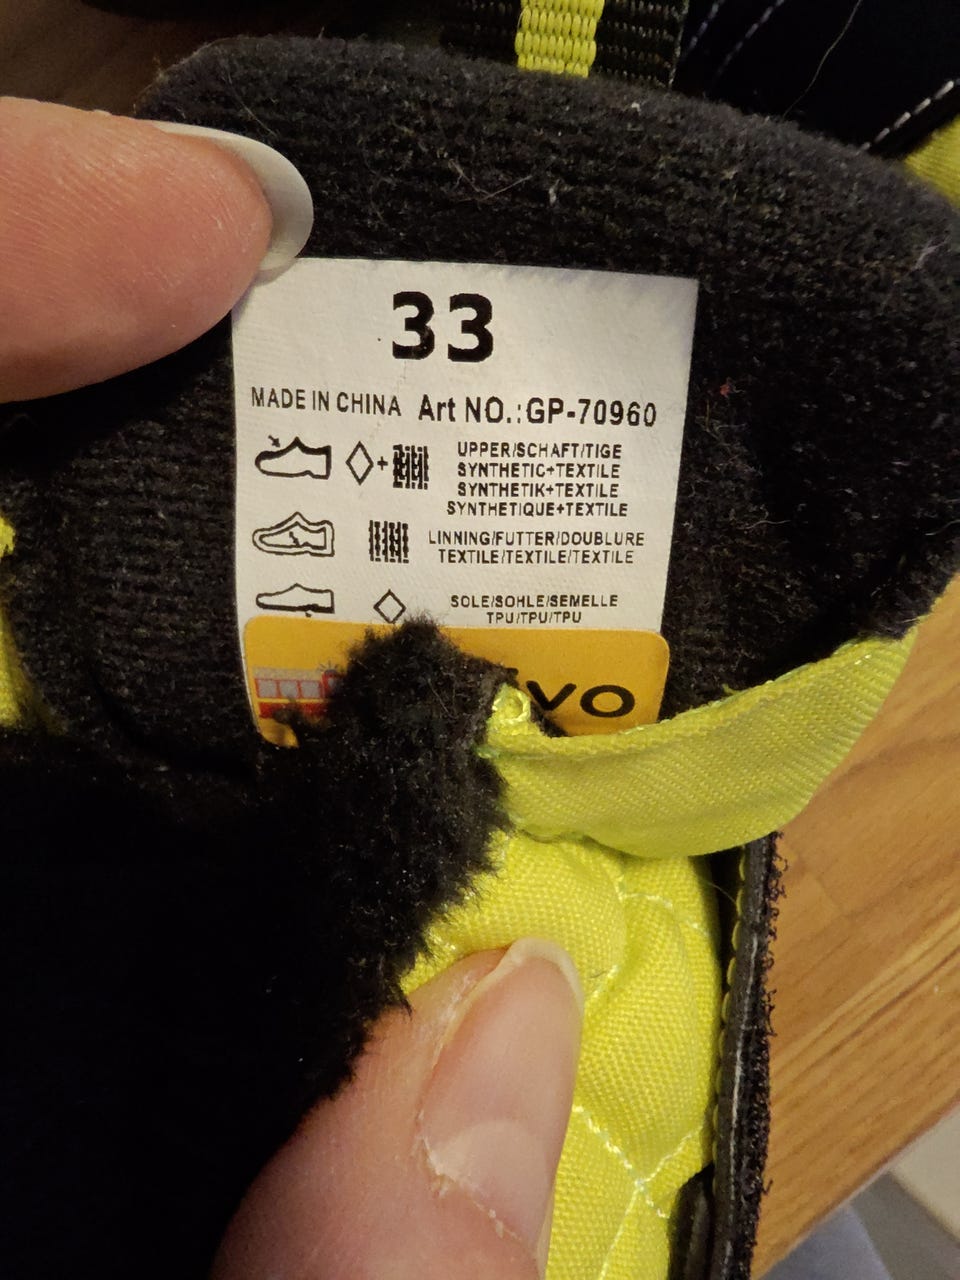 33
MADE IN CHINA Art NO.:GP-70960
UPPER/SCHAFT/TIGE
SYNTHETIC+TEXTILE
SYNTHETIK+TEXTILE
SYNTHETIQUE+TEXTILE
LINNING/FUTTER/DOUBLURE
TEXTILE/TEXTILE/TEXTILE
SOLE/SOHLE/SEMELLE
TPU/TPU/TPU